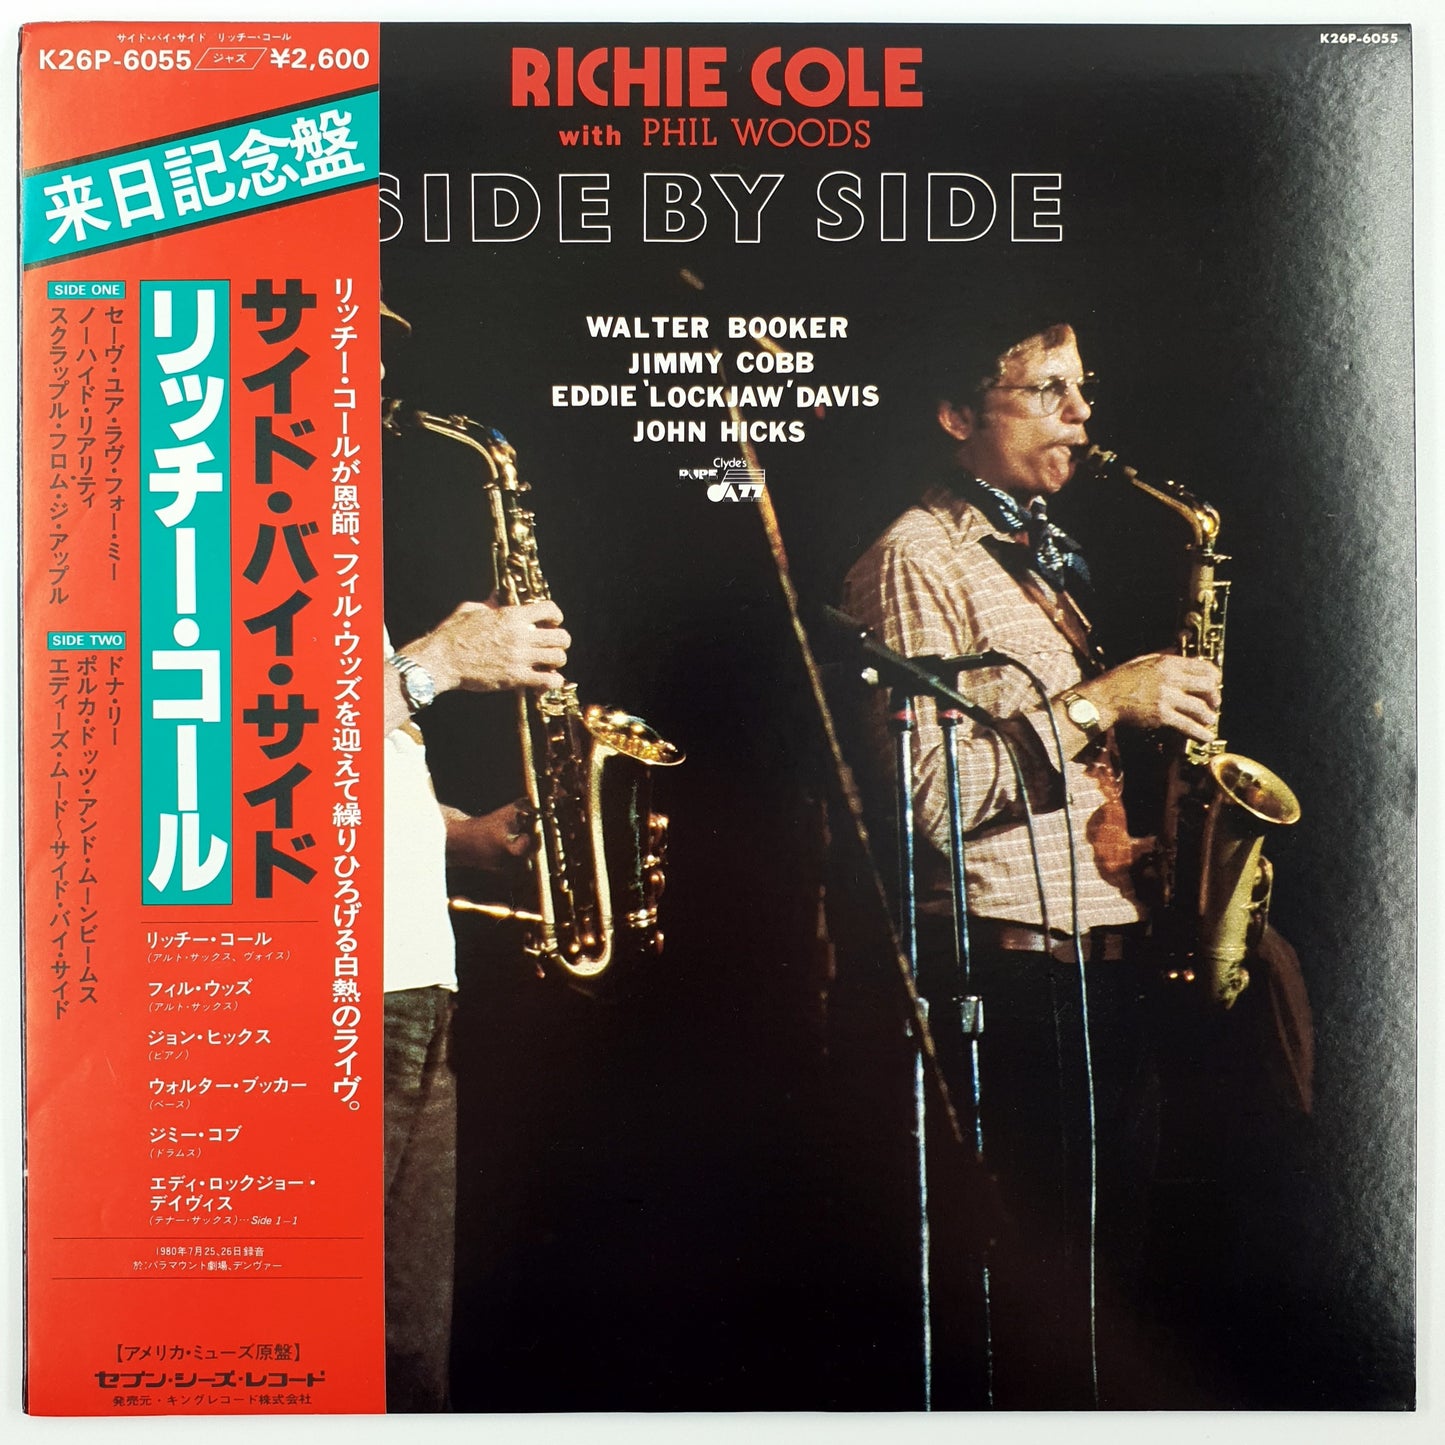 サイド・バイ・サイド リッチー・コール
K26P-6055 ジャズ ¥2,600
来日記念盤
リッチー・コールが恩師、フィル・ウッズを迎えて繰りひろげる白熱のライヴ。
サイド・バイ・サイド
リッチー・コール
SIDE ONE
セーヴ・ユア・ラヴ・フォー・ミー
ノーハイド・リアリティ
スクラップル・フロム・ジ・アップル
SIDE TWO
ドナ・リー
ポルカ・ドッツ・アンド・ムーンビームス
エディーズ・ムード〜サイド・バイ・サイド
リッチー・コール
(アルト・サックス、ヴォイス)
フィル・ウッズ
(アルト・サックス)
ジョン・ヒックス
(ピアノ)
ウォルター・ブッカー
(ベース)
ジミー・コブ
(ドラムス)
エディ・ロックジョー・
デイヴィス
(テナー・サックス)…Side 1—1
1980年7月25、26日録音
於:パラマウント劇場、デンヴァー
【アメリカ・ミューズ原盤】
セブン・シーズ・レコード
発売元・キングレコード株式会社
K26P-6055
RICHIE COLE
with PHIL WOODS
SIDE BY SIDE
WALTER BOOKER
JIMMY COBB
EDDIE 'LOCKJAW' DAVIS
JOHN HICKS
Clyde's
PURE
JAZZ